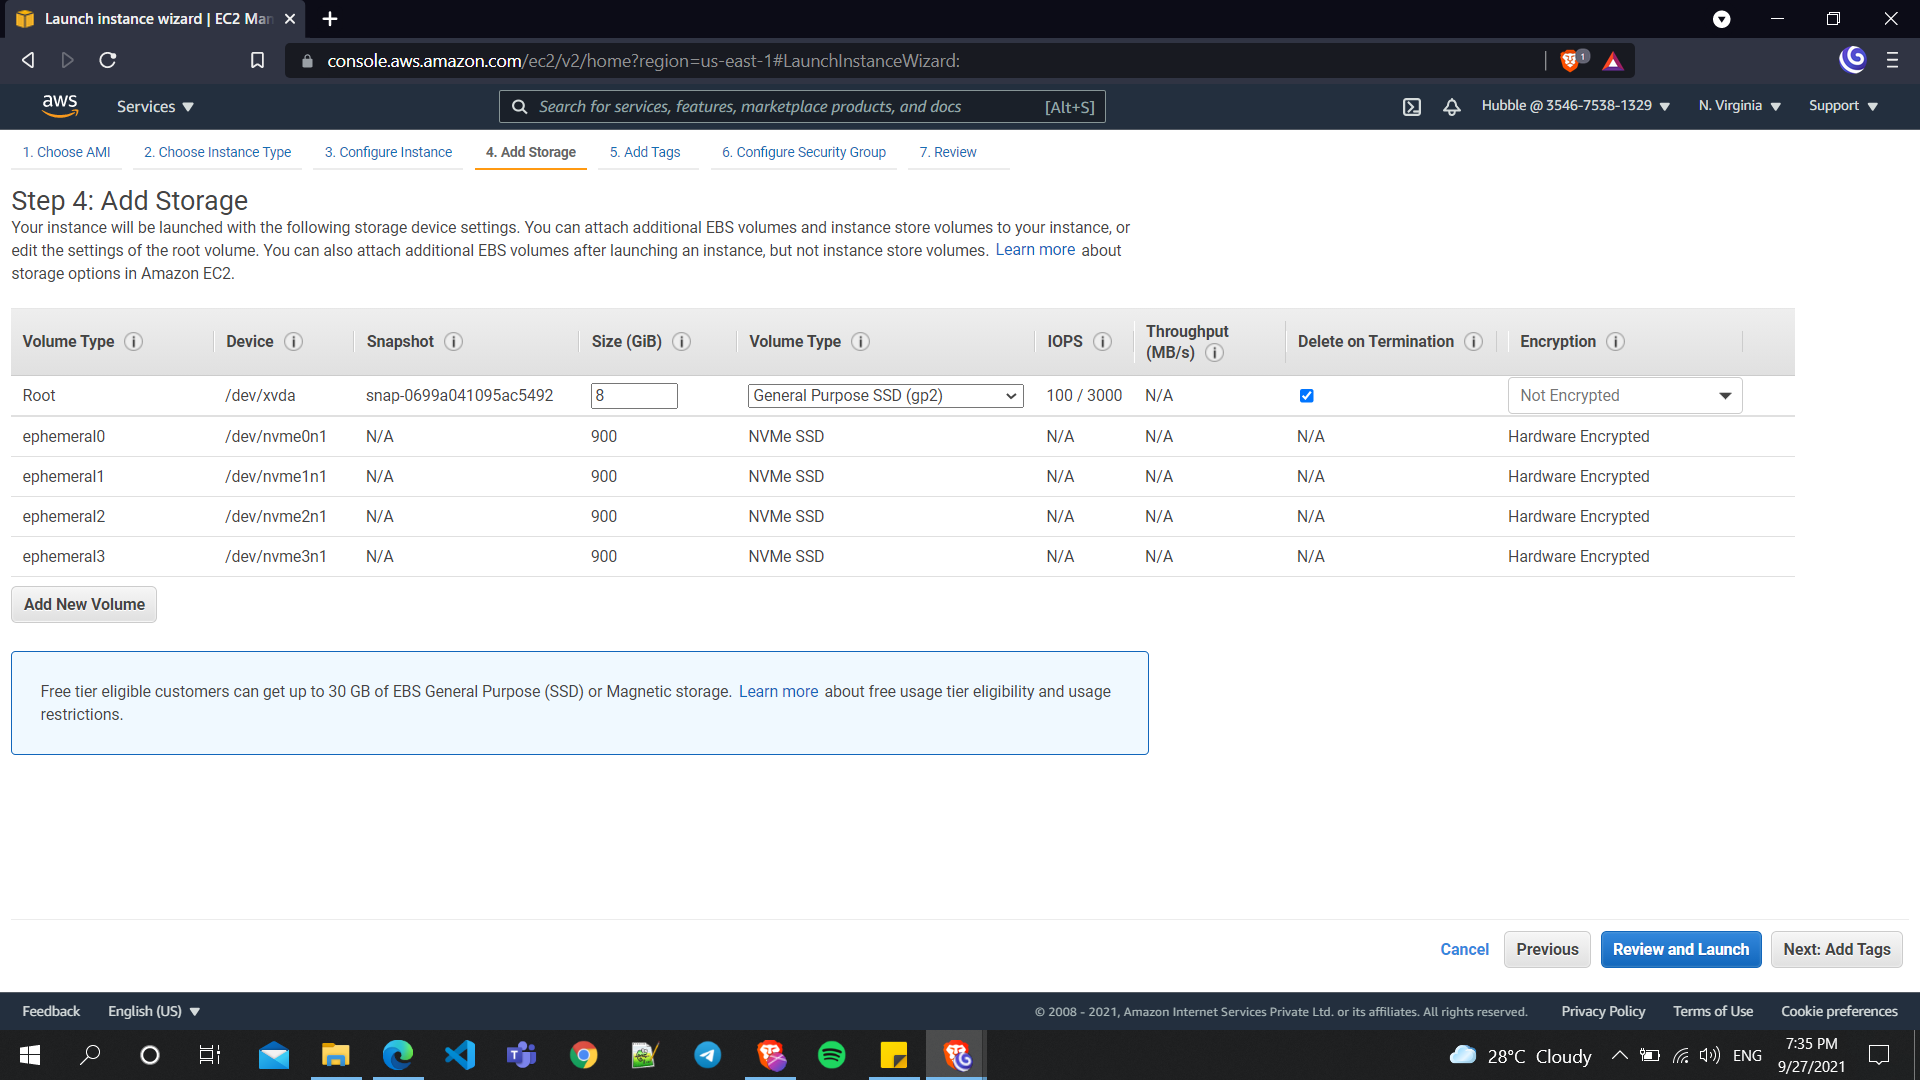 Launch instance wizard | EC2 Man
console.aws.amazon.com/ec2/v2/home?region=us-east-1#LaunchInstanceWizard:
1
aws
Services
Search for services, features, marketplace products, and docs
[Alt+S]
Hubble @ 3546-7538-1329
N. Virginia
Support
1. Choose AMI
2. Choose Instance Type
3. Configure Instance
4. Add Storage
5. Add Tags
6. Configure Security Group
7. Review
Step 4: Add Storage
Your instance will be launched with the following storage device settings. You can attach additional EBS volumes and instance store volumes to your instance, or
edit the settings of the root volume. You can also attach additional EBS volumes after launching an instance, but not instance store volumes. Learn more about
storage options in Amazon EC2.
Volume Type i Device i Snapshot i Size (GiB) i Volume Type i IOPS i Throughput (MB/s) i Delete on Termination i Encryption i
Root /dev/xvda snap-0699a041095ac5492 8 General Purpose SSD (gp2) 100 / 3000 N/A Not Encrypted
ephemeral0 /dev/nvme0n1 N/A 900 NVMe SSD N/A N/A N/A Hardware Encrypted
ephemeral1 /dev/nvme1n1 N/A 900 NVMe SSD N/A N/A N/A Hardware Encrypted
ephemeral2 /dev/nvme2n1 N/A 900 NVMe SSD N/A N/A N/A Hardware Encrypted
ephemeral3 /dev/nvme3n1 N/A 900 NVMe SSD N/A N/A N/A Hardware Encrypted
Add New Volume
Free tier eligible customers can get up to 30 GB of EBS General Purpose (SSD) or Magnetic storage. Learn more about free usage tier eligibility and usage
restrictions.
Cancel
Previous
Review and Launch
Next: Add Tags
Feedback
English (US)
© 2008 - 2021, Amazon Internet Services Private Ltd. or its affiliates. All rights reserved.
Privacy Policy
Terms of Use
Cookie preferences
28°C Cloudy
ENG
7:35 PM
9/27/2021